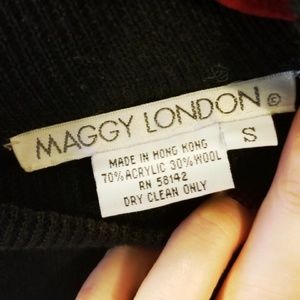 MAGGY LONDON ©
S
MADE IN HONG KONG
70% ACRYLIC 30% WOOL
RN 58142
DRY CLEAN ONLY